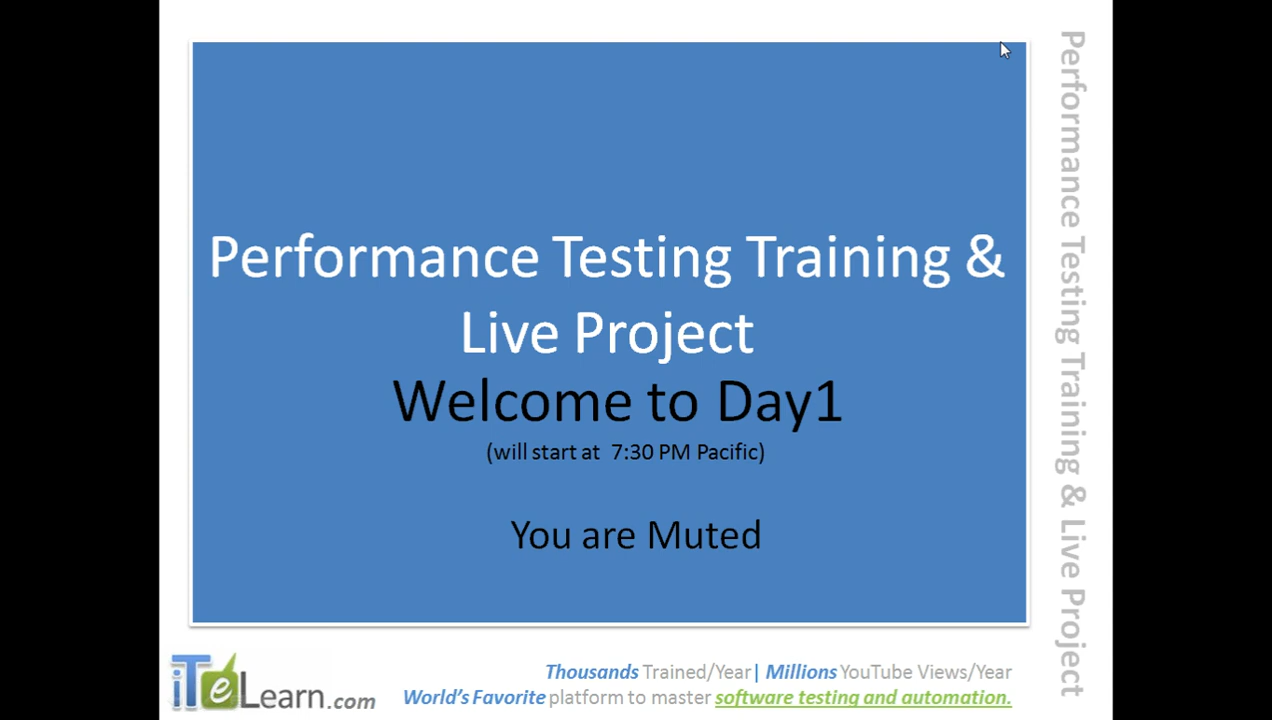 Performance Testing Training &
Live Project
Welcome to Day1
(will start at 7:30 PM Pacific)
You are Muted
Performance Testing Training & Live Project
iTeLearn.com
Thousands Trained/Year| Millions YouTube Views/Year
World's Favorite platform to master software testing and automation.